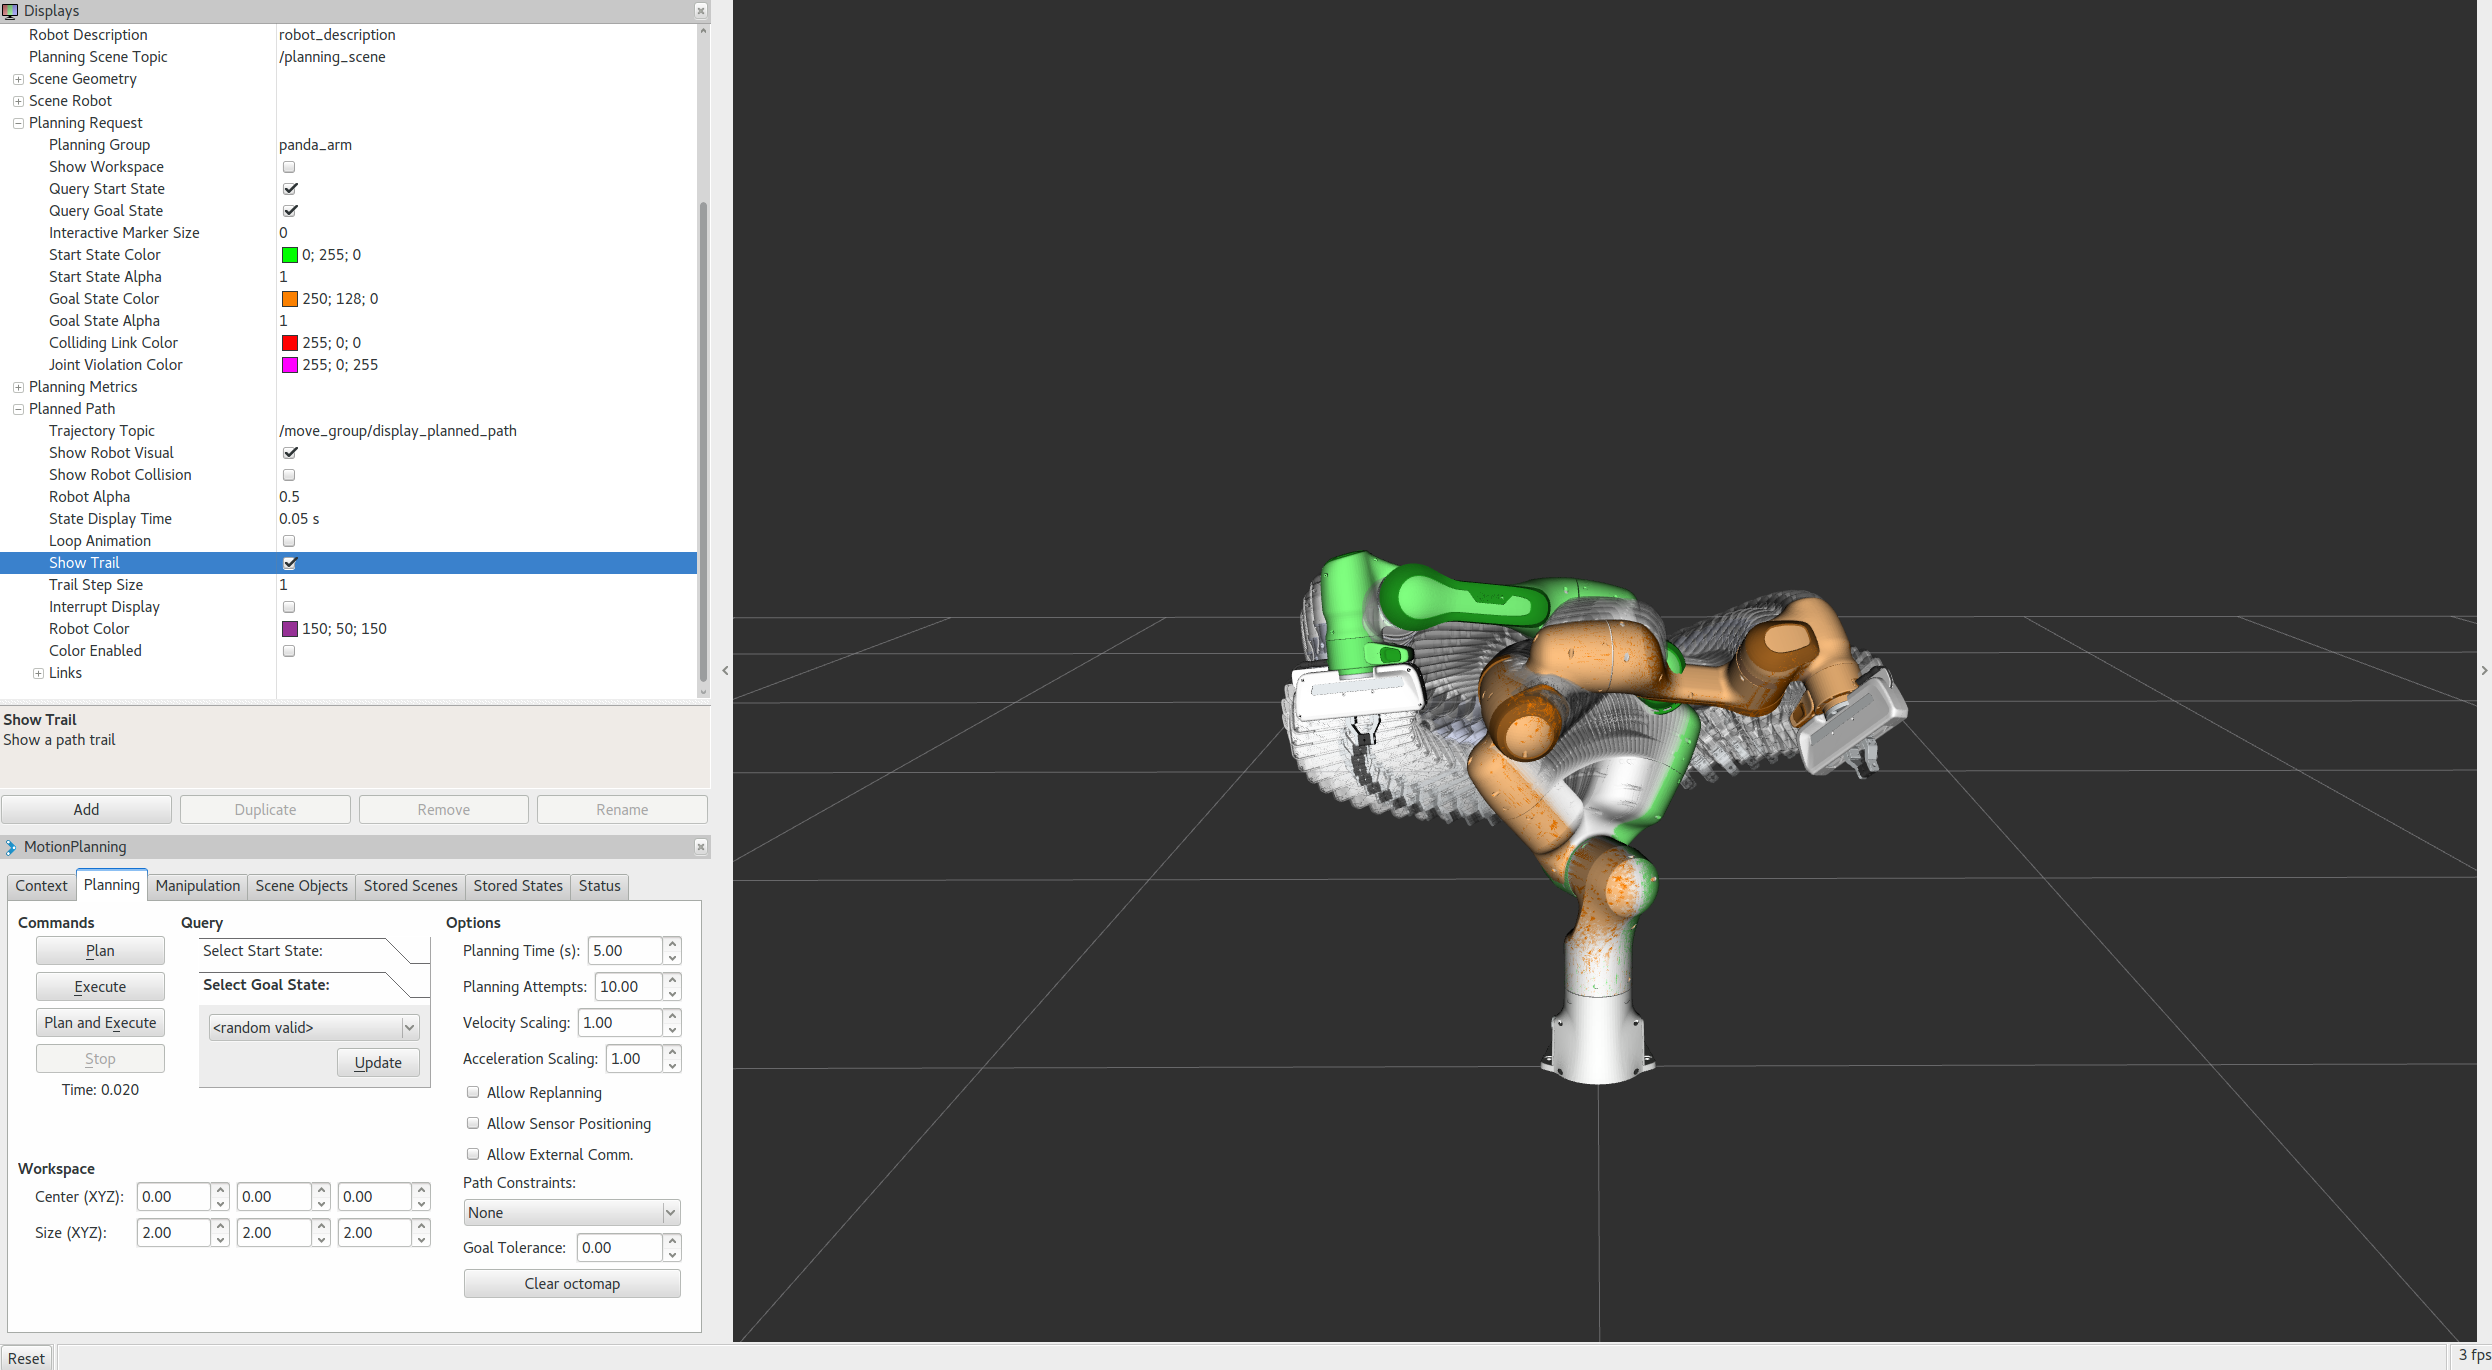 Displays
Robot Description robot_description
Planning Scene Topic /planning_scene
Scene Geometry
Scene Robot
Planning Request
Planning Group panda_arm
Show Workspace
Query Start State
Query Goal State
Interactive Marker Size 0
Start State Color 0; 255; 0
Start State Alpha 1
Goal State Color 250; 128; 0
Goal State Alpha 1
Colliding Link Color 255; 0; 0
Joint Violation Color 255; 0; 255
Planning Metrics
Planned Path
Trajectory Topic /move_group/display_planned_path
Show Robot Visual
Show Robot Collision
Robot Alpha 0.5
State Display Time 0.05 s
Loop Animation
Show Trail
Trail Step Size 1
Interrupt Display
Robot Color 150; 50; 150
Color Enabled
Links
Show Trail
Show a path trail
Add Duplicate Remove Rename
MotionPlanning
Context Planning Manipulation Scene Objects Stored Scenes Stored States Status
Commands
Plan
Execute
Plan and Execute
Stop
Time: 0.020
Query
Select Start State:
Select Goal State:
<random valid>
Update
Options
Planning Time (s): 5.00
Planning Attempts: 10.00
Velocity Scaling: 1.00
Acceleration Scaling: 1.00
Allow Replanning
Allow Sensor Positioning
Allow External Comm.
Path Constraints:
None
Goal Tolerance: 0.00
Clear octomap
Workspace
Center (XYZ): 0.00 0.00 0.00
Size (XYZ): 2.00 2.00 2.00
Reset
3 fps